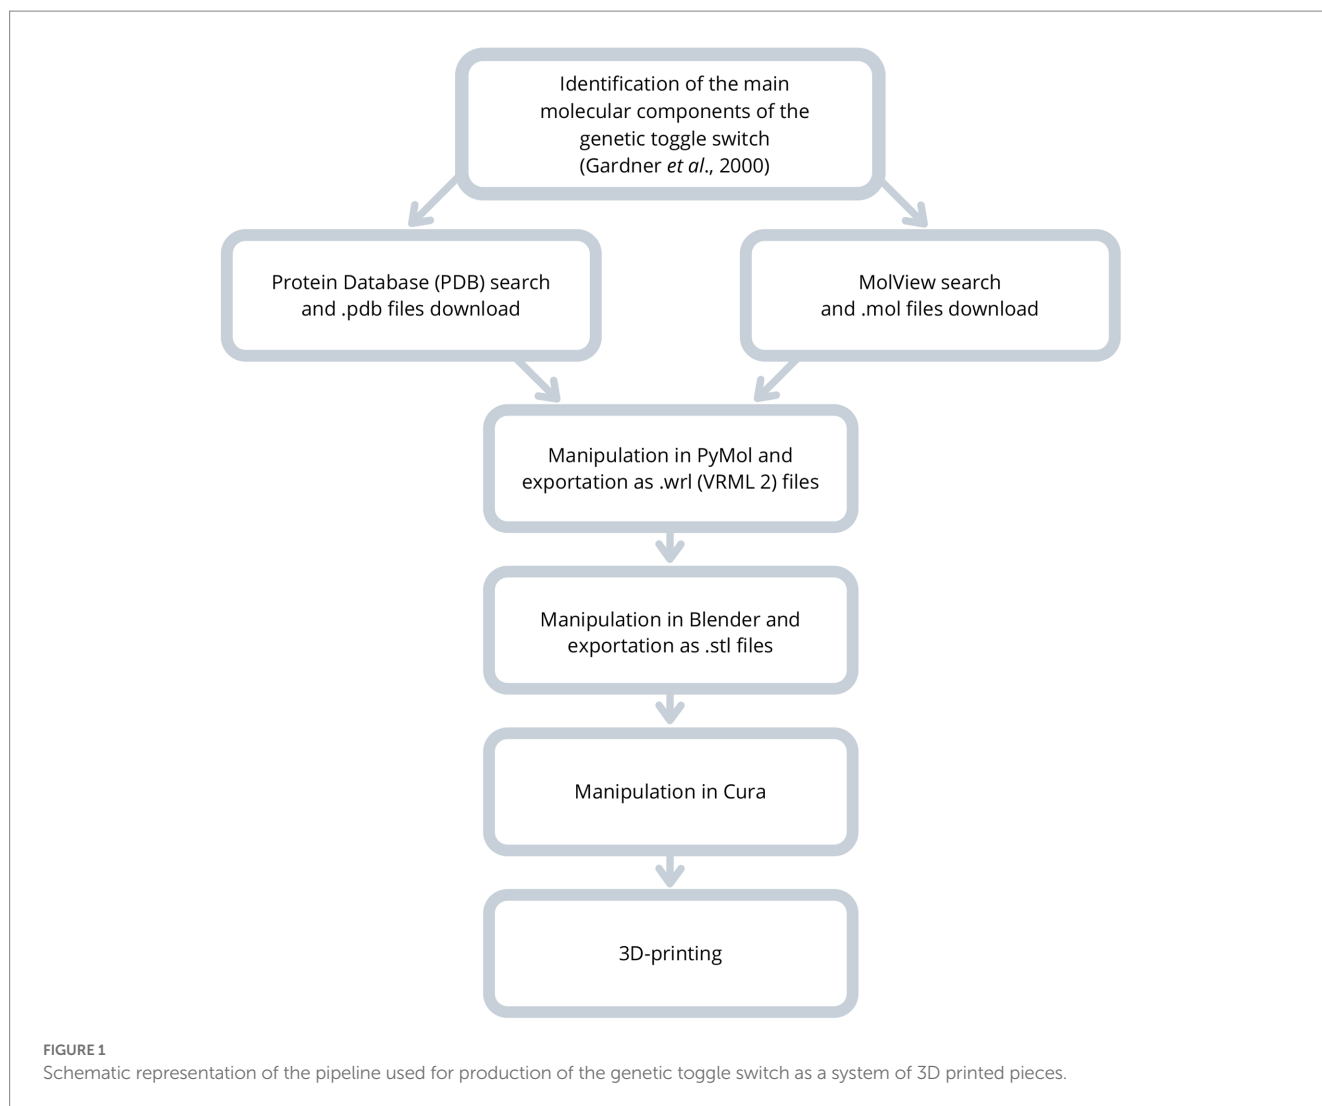 Identification of the main
molecular components of the
genetic toggle switch
(Gardner et al., 2000)
Protein Database (PDB) search
and .pdb files download
MolView search
and .mol files download
Manipulation in PyMol and
exportation as .wrl (VRML 2) files
Manipulation in Blender and
exportation as .stl files
Manipulation in Cura
3D-printing
FIGURE 1
Schematic representation of the pipeline used for production of the genetic toggle switch as a system of 3D printed pieces.